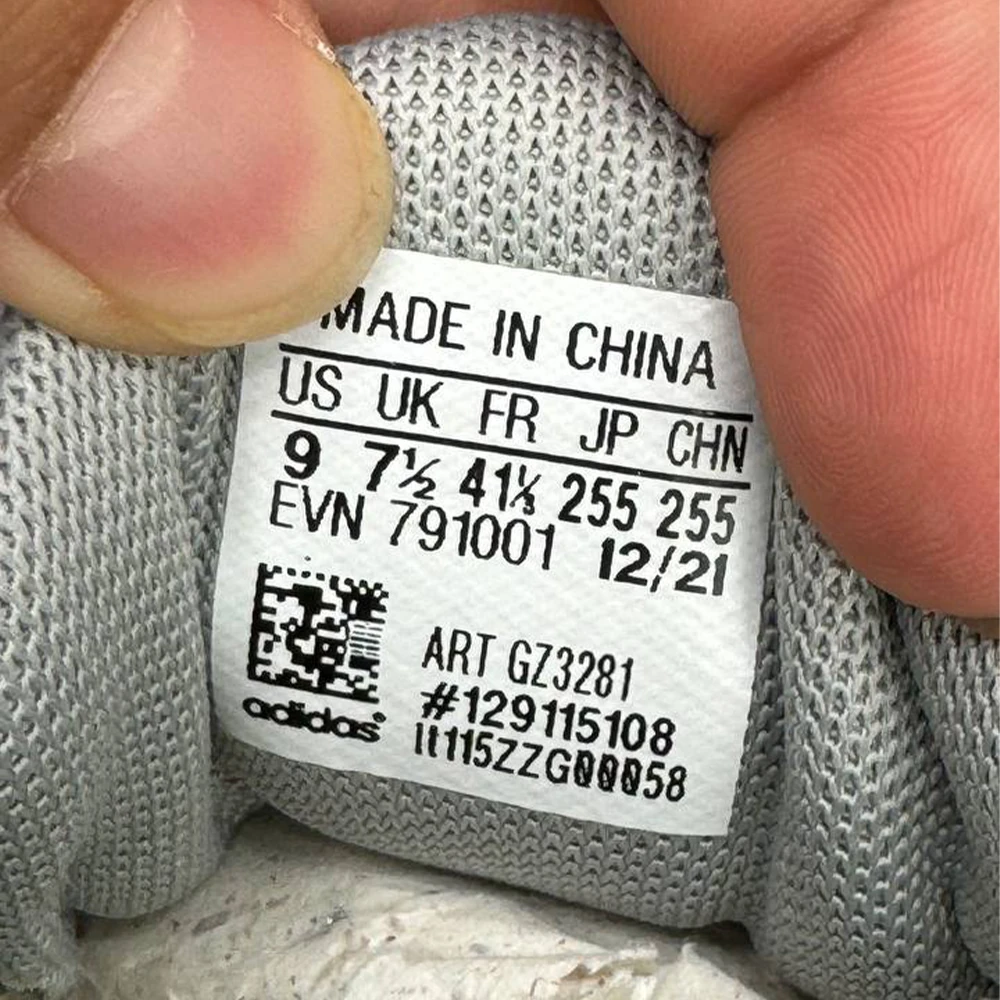 MADE IN CHINA
US UK FR JP CHN
9 7½ 41⅓ 255 255
EVN 791001 12/21
ART GZ3281
#129115108
lt115ZZG00058
adidas®